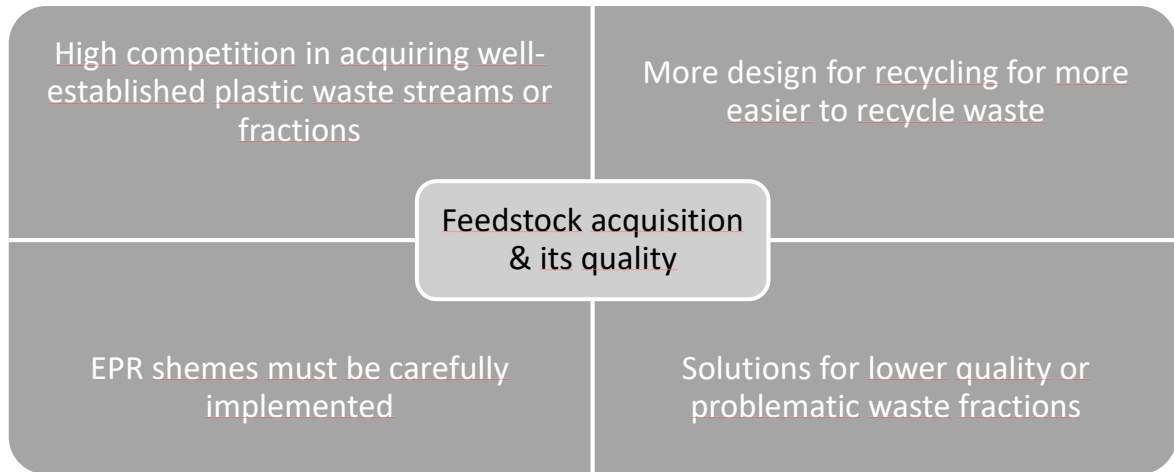 High competition in acquiring well-
established plastic waste streams or
fractions
More design for recycling for more
easier to recycle waste
Feedstock acquisition
& its quality
EPR shemes must be carefully
implemented
Solutions for lower quality or
problematic waste fractions